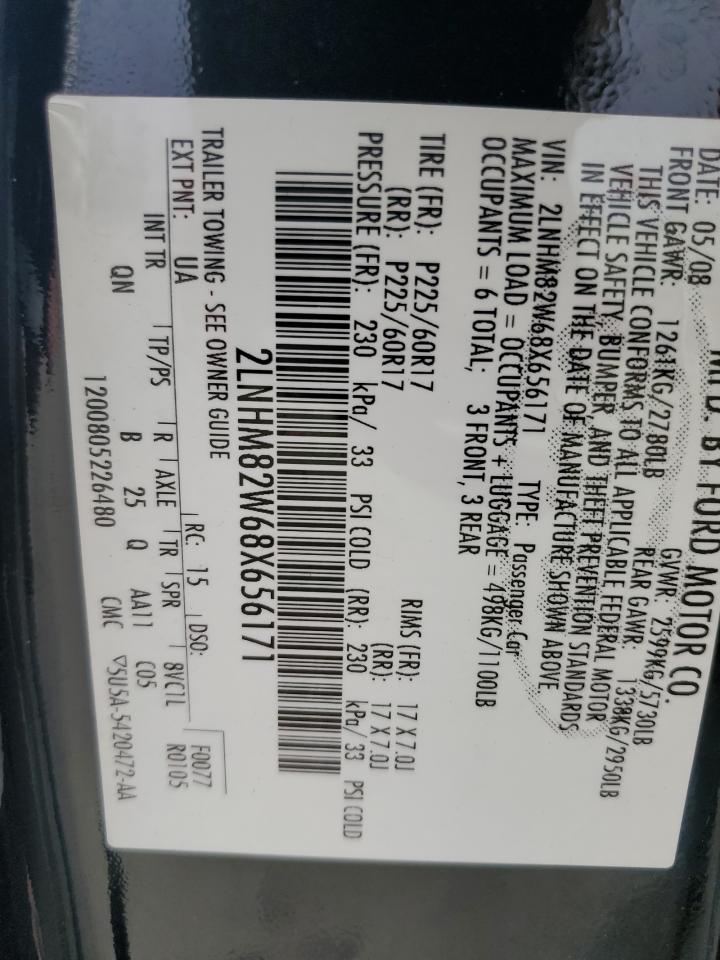 MFD. BY FORD MOTOR CO.
DATE: 05/08 GVWR: 2599KG/5730LB
FRONT GAWR: 1261KG/2780LB REAR GAWR: 1338KG/2950LB
THIS VEHICLE CONFORMS TO ALL APPLICABLE FEDERAL MOTOR
VEHICLE SAFETY, BUMPER, AND THEFT PREVENTION STANDARDS
IN EFFECT ON THE DATE OF MANUFACTURE SHOWN ABOVE.
VIN: 2LNHM82W68X656171 TYPE: Passenger Car
MAXIMUM LOAD = OCCUPANTS + LUGGAGE = 498KG/1100LB
OCCUPANTS = 6 TOTAL; 3 FRONT, 3 REAR
TIRE (FR): P225/60R17 RIMS (FR): 17 X 7.0J
(RR): P225/60R17 (RR): 17 X 7.0J
PRESSURE (FR): 230 kPa/ 33 PSI COLD (RR): 230 kPa/ 33 PSI COLD
2LNHM82W68X656171
TRAILER TOWING - SEE OWNER GUIDE
EXT PNT: UA RC: 15 DSO: F0077
R0105
INT TR TP/PS R AXLE TR SPR 8VC1L
QN B 25 Q AA11 C05
1200805226480 CMC ▽5U5A-5420472-AA